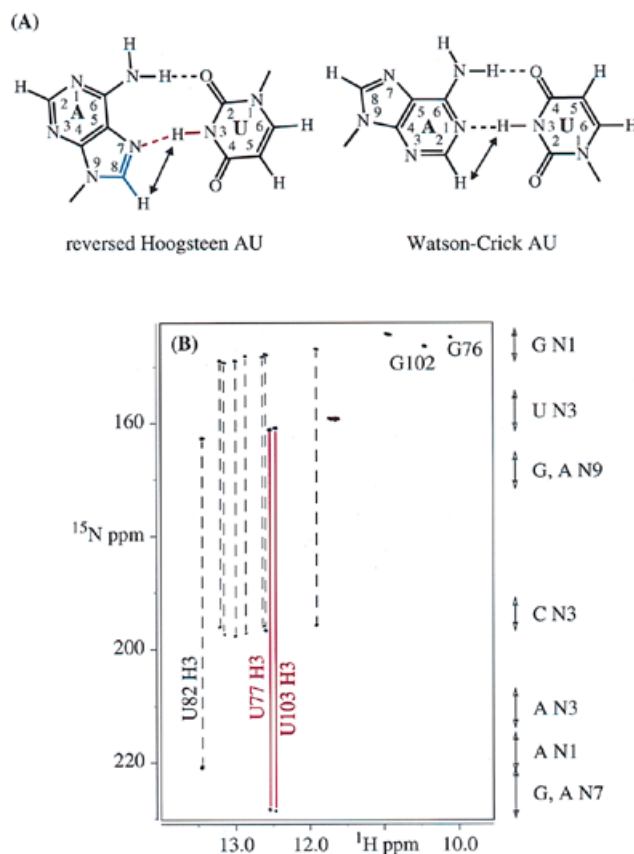 (A)
H
H
N
H
O
N
N
H
N
N
N
1
2
3
4
5
6
7
8
9
A
H
N
O
1
2
3
4
5
6
U
H
H
reversed Hoogsteen AU
H
N
H
O
H
N
7
8
N
9
N
N
1
2
3
4
5
6
A
H
H
N
N
O
1
2
3
4
5
6
U
H
H
Watson-Crick AU
(B)
G102
G76
G N1
U N3
G, A N9
C N3
A N3
A N1
G, A N7
160
15N ppm
200
220
U82 H3
U77 H3
U103 H3
13.0
12.0
1H ppm
10.0